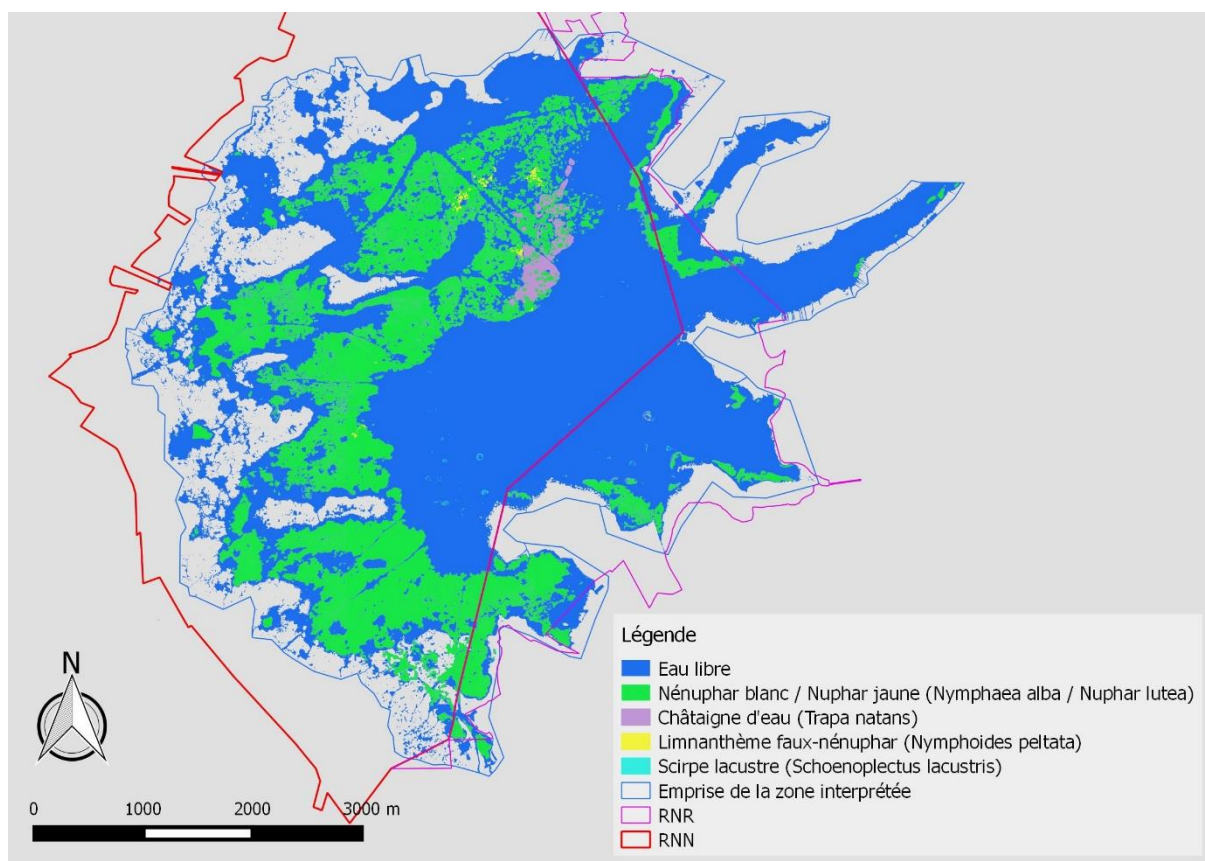 N
0 1000 2000 3000 m
Légende
Eau libre
Nénuphar blanc / Nuphar jaune (Nymphaea alba / Nuphar lutea)
Châtaigne d'eau (Trapa natans)
Limnanthème faux-nénuphar (Nymphoides peltata)
Scirpe lacustre (Schoenoplectus lacustris)
Emprise de la zone interprétée
RNR
RNN